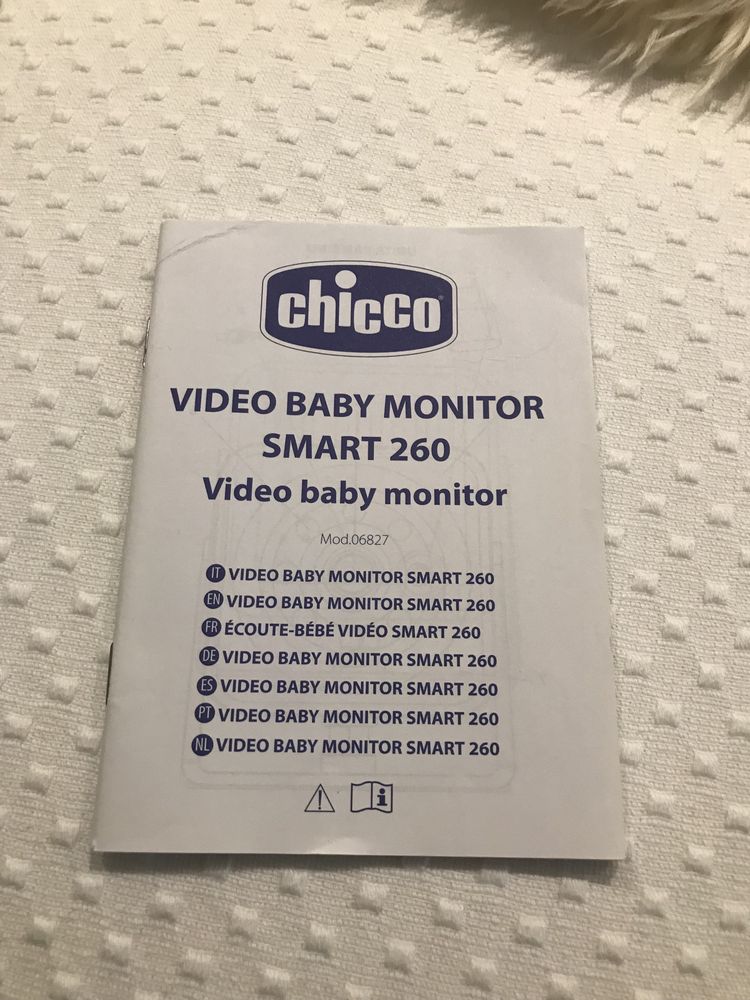 chicco
VIDEO BABY MONITOR
SMART 260
Video baby monitor
Mod.06827
IT VIDEO BABY MONITOR SMART 260
EN VIDEO BABY MONITOR SMART 260
FR ÉCOUTE-BÉBÉ VIDÉO SMART 260
DE VIDEO BABY MONITOR SMART 260
ES VIDEO BABY MONITOR SMART 260
PT VIDEO BABY MONITOR SMART 260
NL VIDEO BABY MONITOR SMART 260